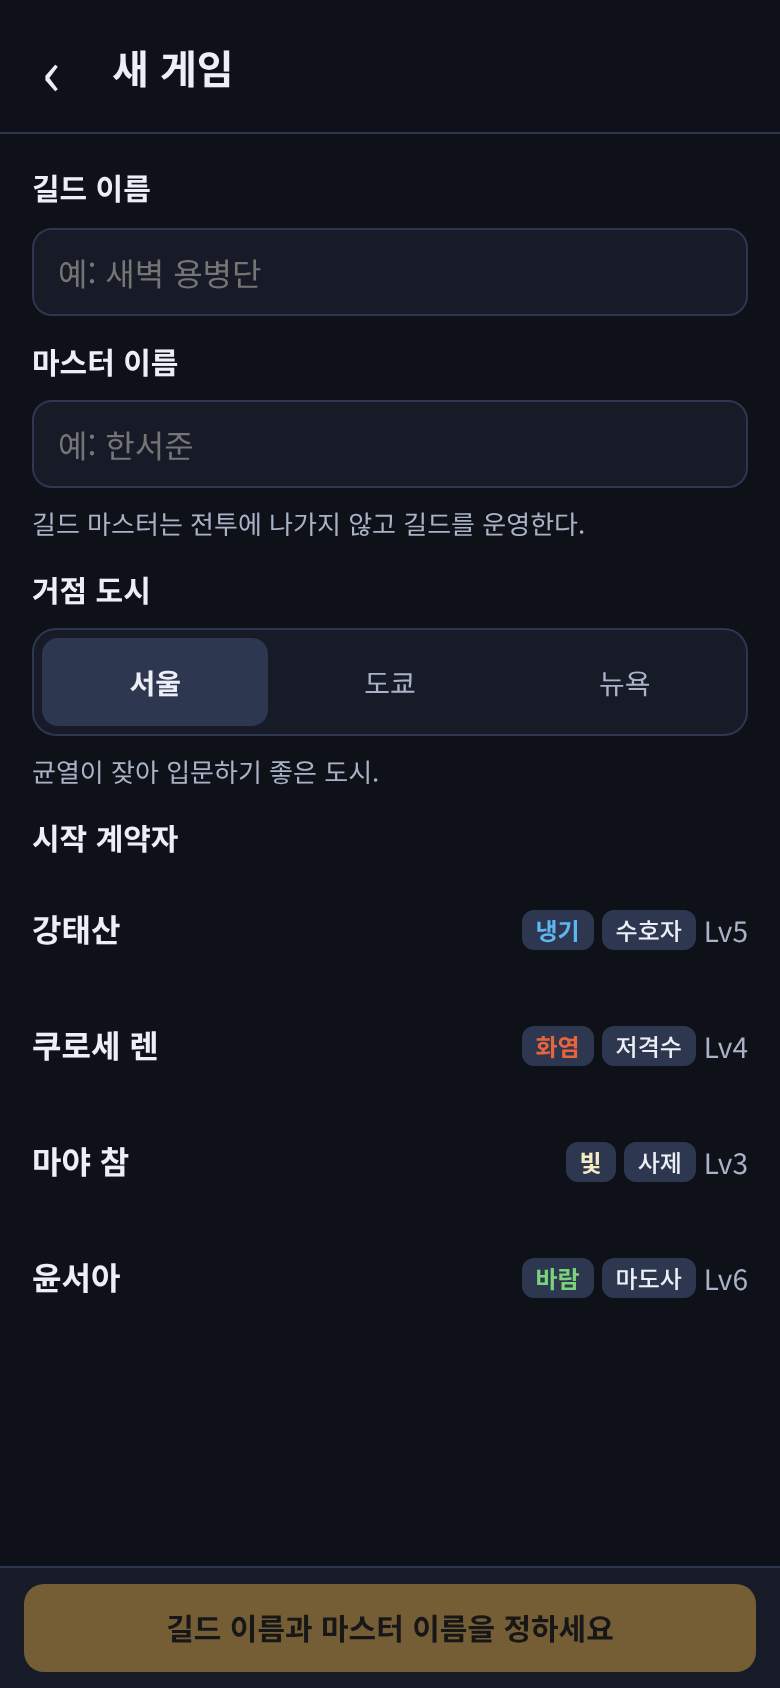 새 게임
길드 이름
예: 새벽 용병단
마스터 이름
예: 한서준
길드 마스터는 전투에 나가지 않고 길드를 운영한다.
거점 도시
서울 도쿄 뉴욕
균열이 잦아 입문하기 좋은 도시.
시작 계약자
강태산 냉기 수호자 Lv5
쿠로세 렌 화염 저격수 Lv4
마야 참 빛 사제 Lv3
윤서아 바람 마도사 Lv6
길드 이름과 마스터 이름을 정하세요